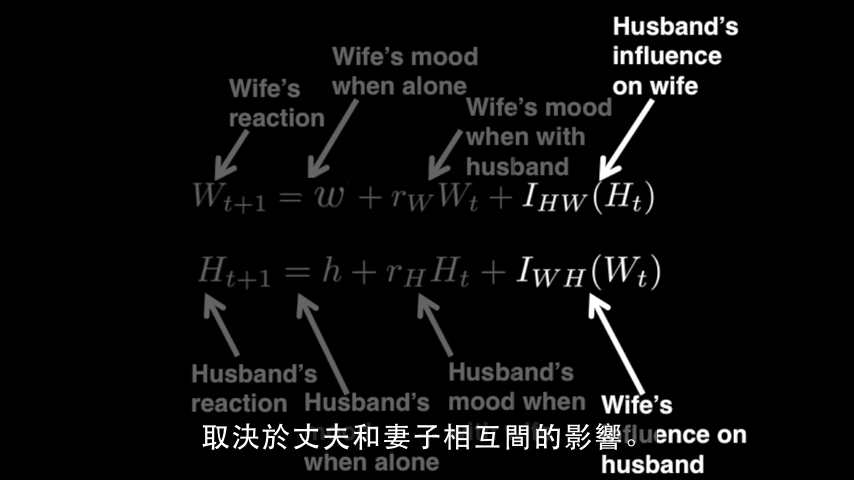 Husband's
influence
on wife
Wife's mood
when alone
Wife's
reaction
Wife's mood
when with
husband
W_{t+1} = w + r_W W_t + I_{HW}(H_t)
H_{t+1} = h + r_H H_t + I_{WH}(W_t)
Husband's
reaction
Husband's
when alone
Husband's
mood when
Wife's
influence on
husband
取決於丈夫和妻子相互間的影響。